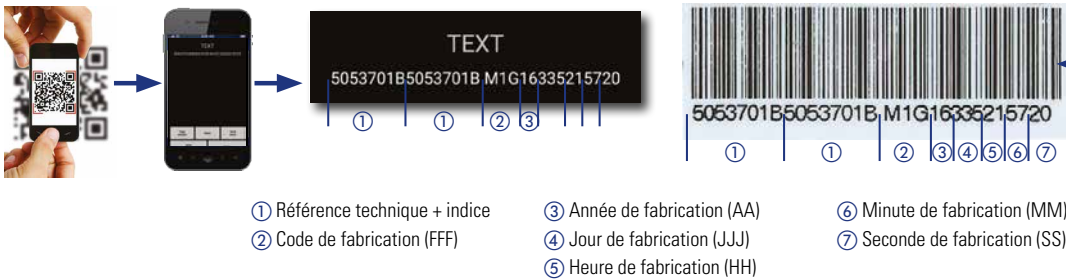 TEXT
TEXT
5053701B5053701B M1G16335215720
① ① ② ③
5053701B5053701B M1G16335215720
① ① ② ③ ④ ⑤ ⑥ ⑦
① Référence technique + indice
② Code de fabrication (FFF)
③ Année de fabrication (AA)
④ Jour de fabrication (JJJ)
⑤ Heure de fabrication (HH)
⑥ Minute de fabrication (MM)
⑦ Seconde de fabrication (SS)